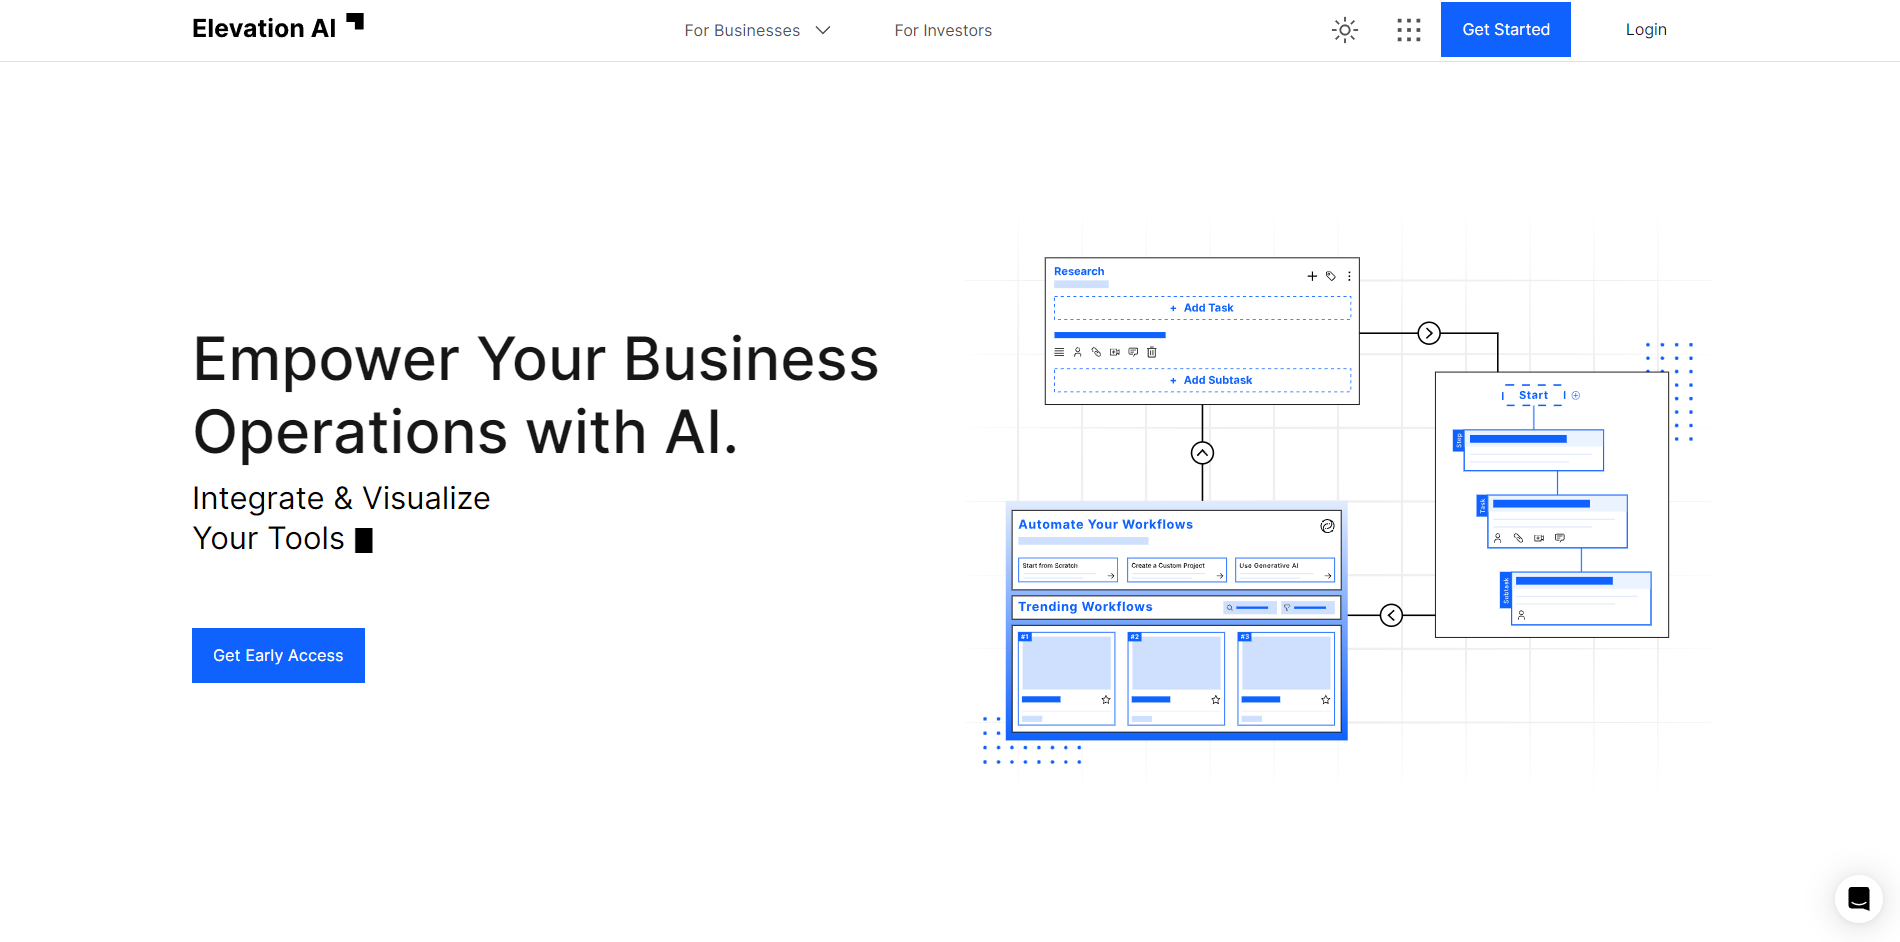 Elevation AI
For Businesses
For Investors
Get Started
Login
Empower Your Business
Operations with AI.
Integrate & Visualize
Your Tools
Get Early Access
Research
+ Add Task
+ Add Subtask
Start
Step
Task
Subtask
Automate Your Workflows
Start from Scratch
Create a Custom Project
Use Generative AI
Trending Workflows
#1
#2
#3